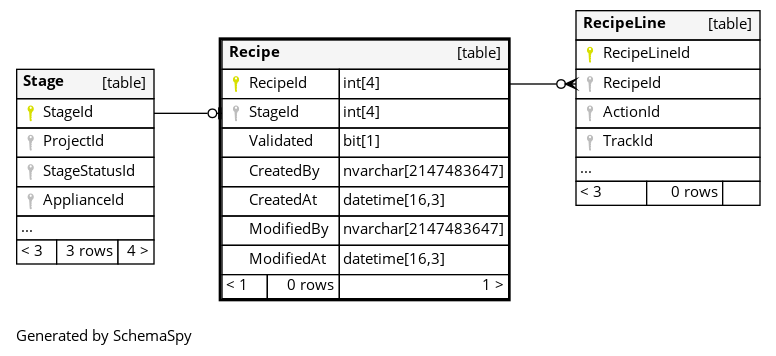 Stage [table]
StageId
ProjectId
StageStatusId
ApplianceId
...
< 3 3 rows 4 >
Recipe [table]
RecipeId int[4]
StageId int[4]
Validated bit[1]
CreatedBy nvarchar[2147483647]
CreatedAt datetime[16,3]
ModifiedBy nvarchar[2147483647]
ModifiedAt datetime[16,3]
< 1 0 rows 1 >
RecipeLine [table]
RecipeLineId
RecipeId
ActionId
TrackId
...
< 3 0 rows
Generated by SchemaSpy